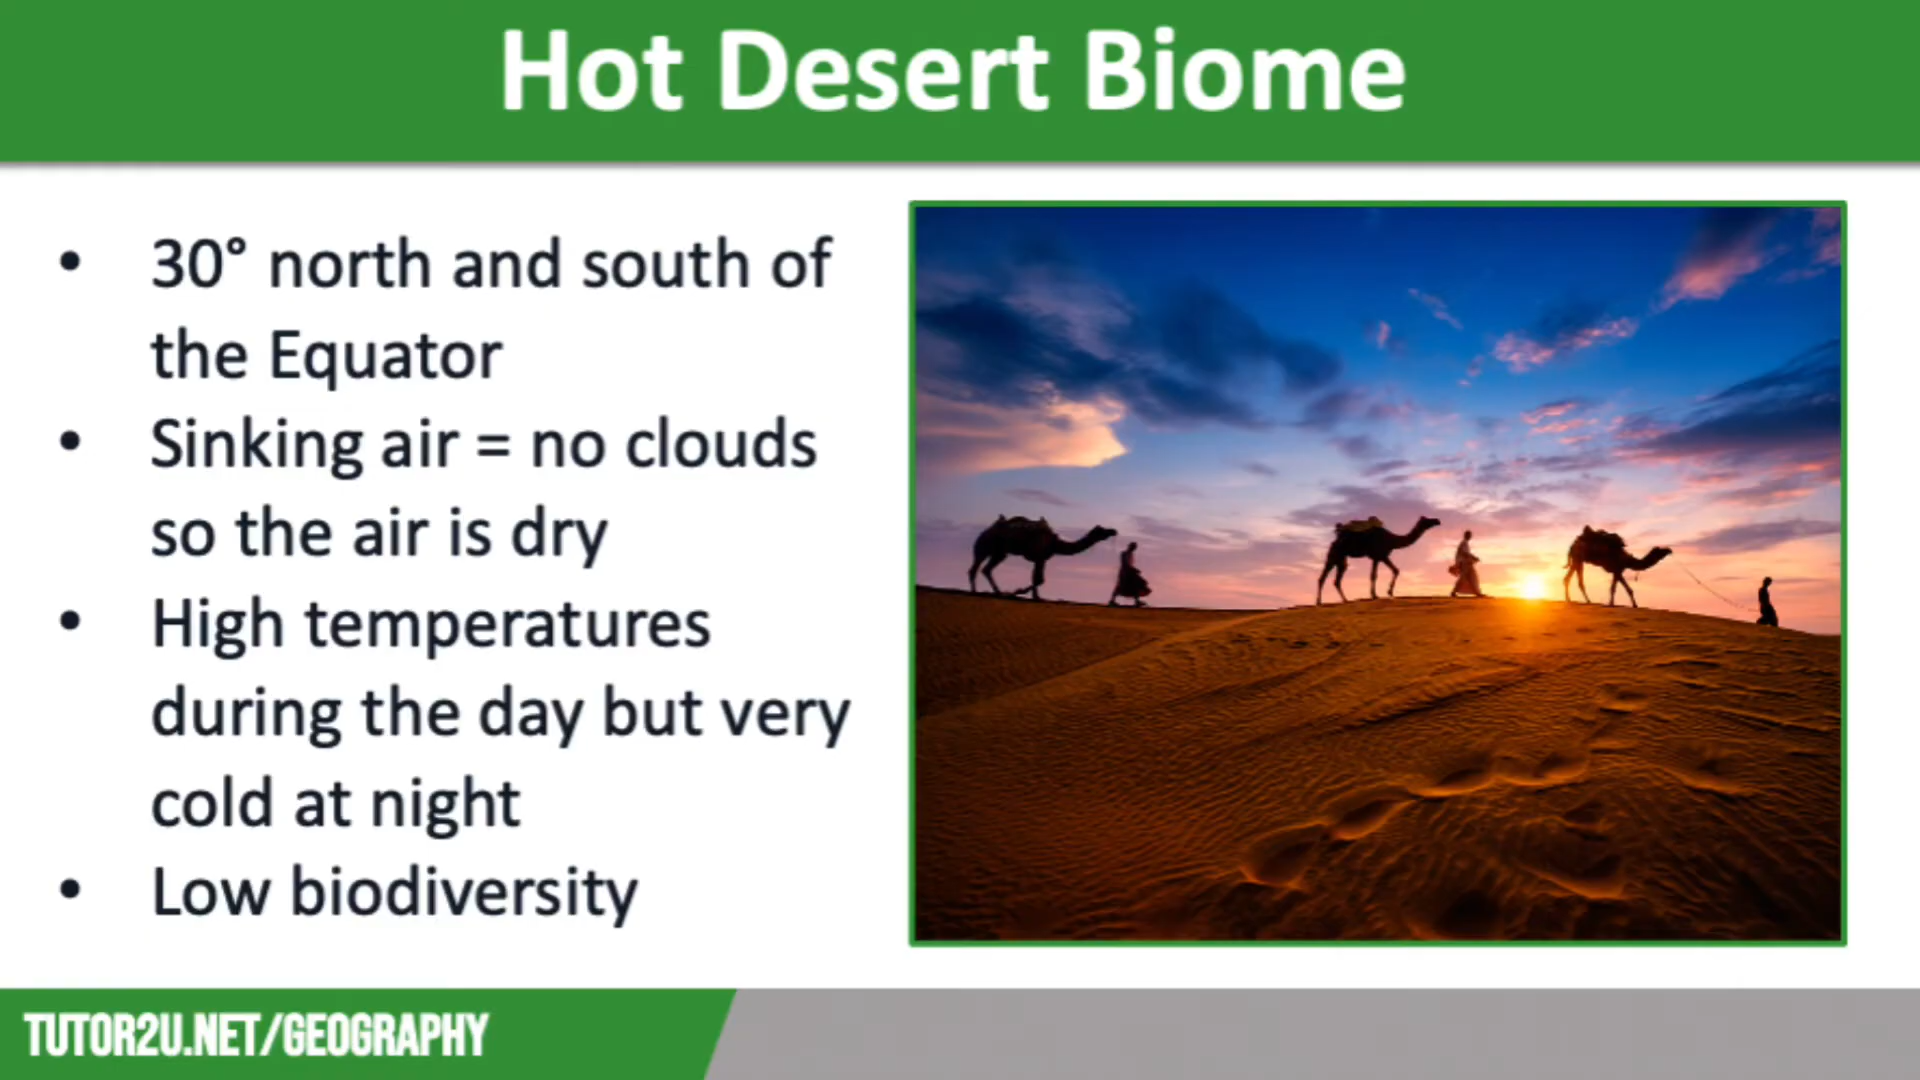 Hot Desert Biome
• 30° north and south of
the Equator
• Sinking air = no clouds
so the air is dry
• High temperatures
during the day but very
cold at night
• Low biodiversity
TUTOR2U.NET/GEOGRAPHY